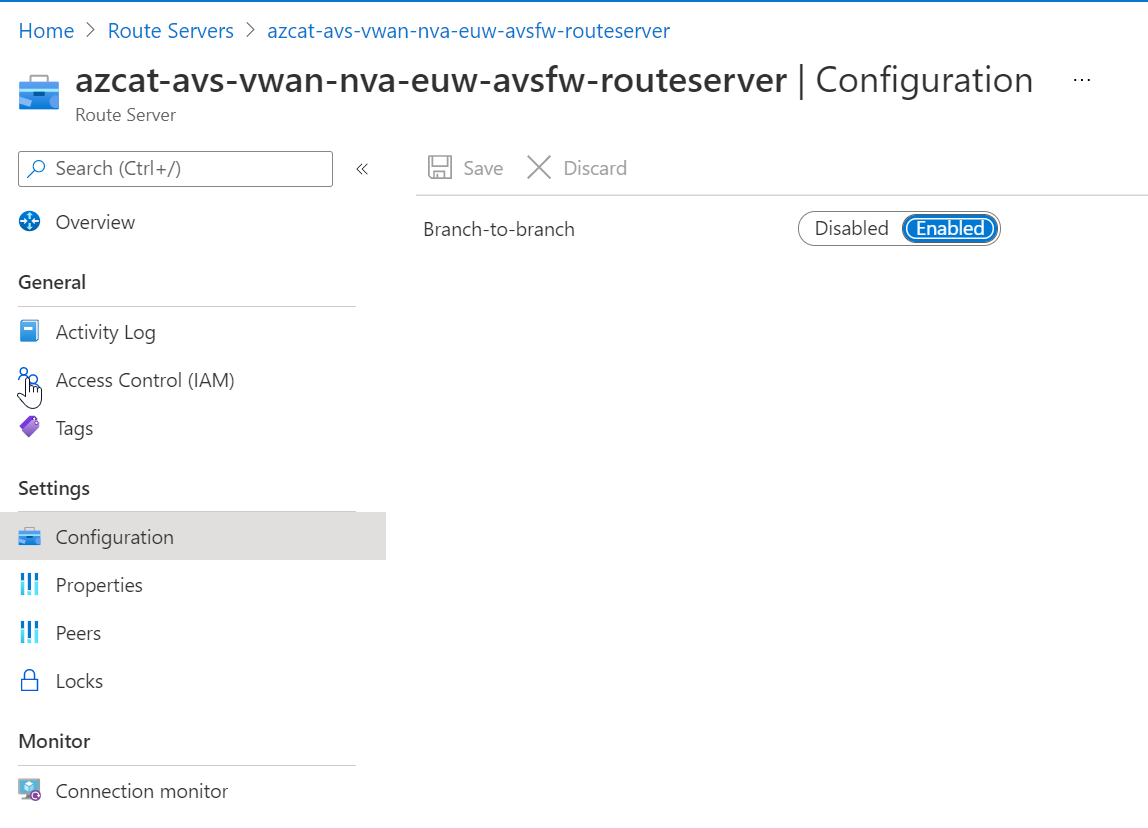 Home > Route Servers > azcat-avs-vwan-nva-euw-avsfw-routeserver
azcat-avs-vwan-nva-euw-avsfw-routeserver | Configuration ...
Route Server
Search (Ctrl+/) «
Save Discard
Overview
Branch-to-branch Disabled Enabled
General
Activity Log
Access Control (IAM)
Tags
Settings
Configuration
Properties
Peers
Locks
Monitor
Connection monitor